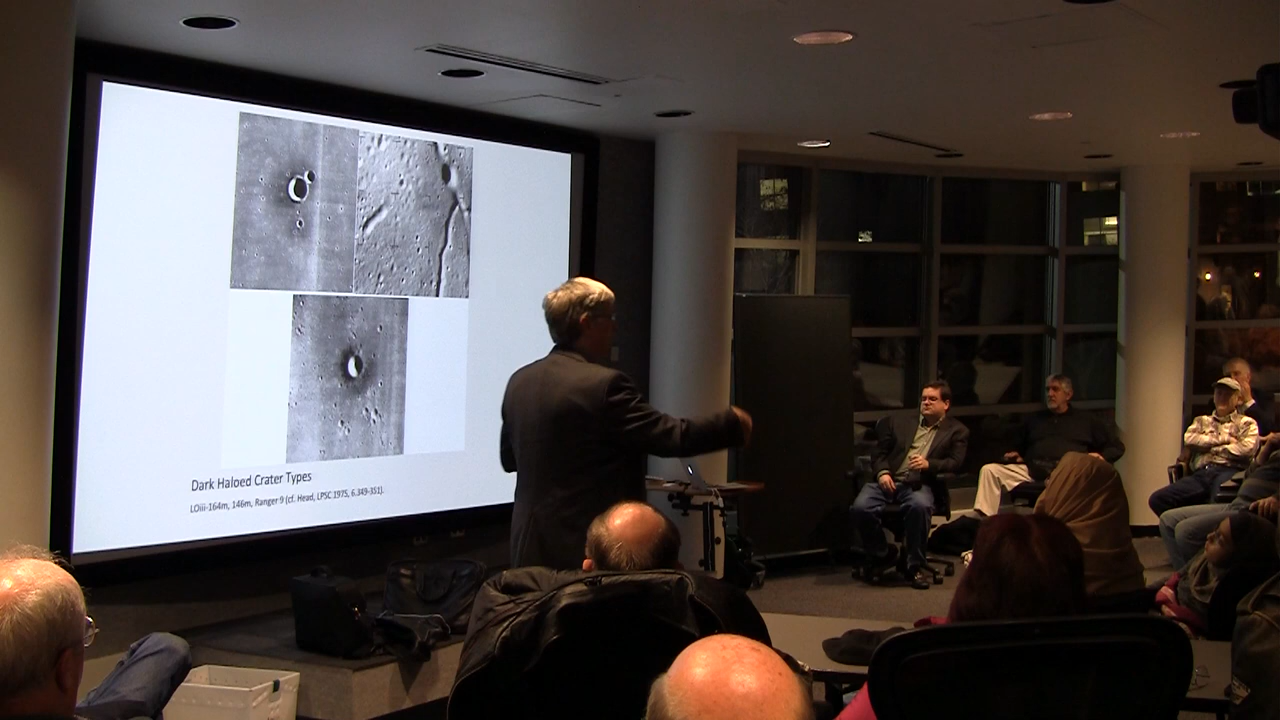 Dark Haloed Crater Types
LOiii-164m, 146m, Ranger 9 (cf. Head, LPSC 1975, 6.349-351).